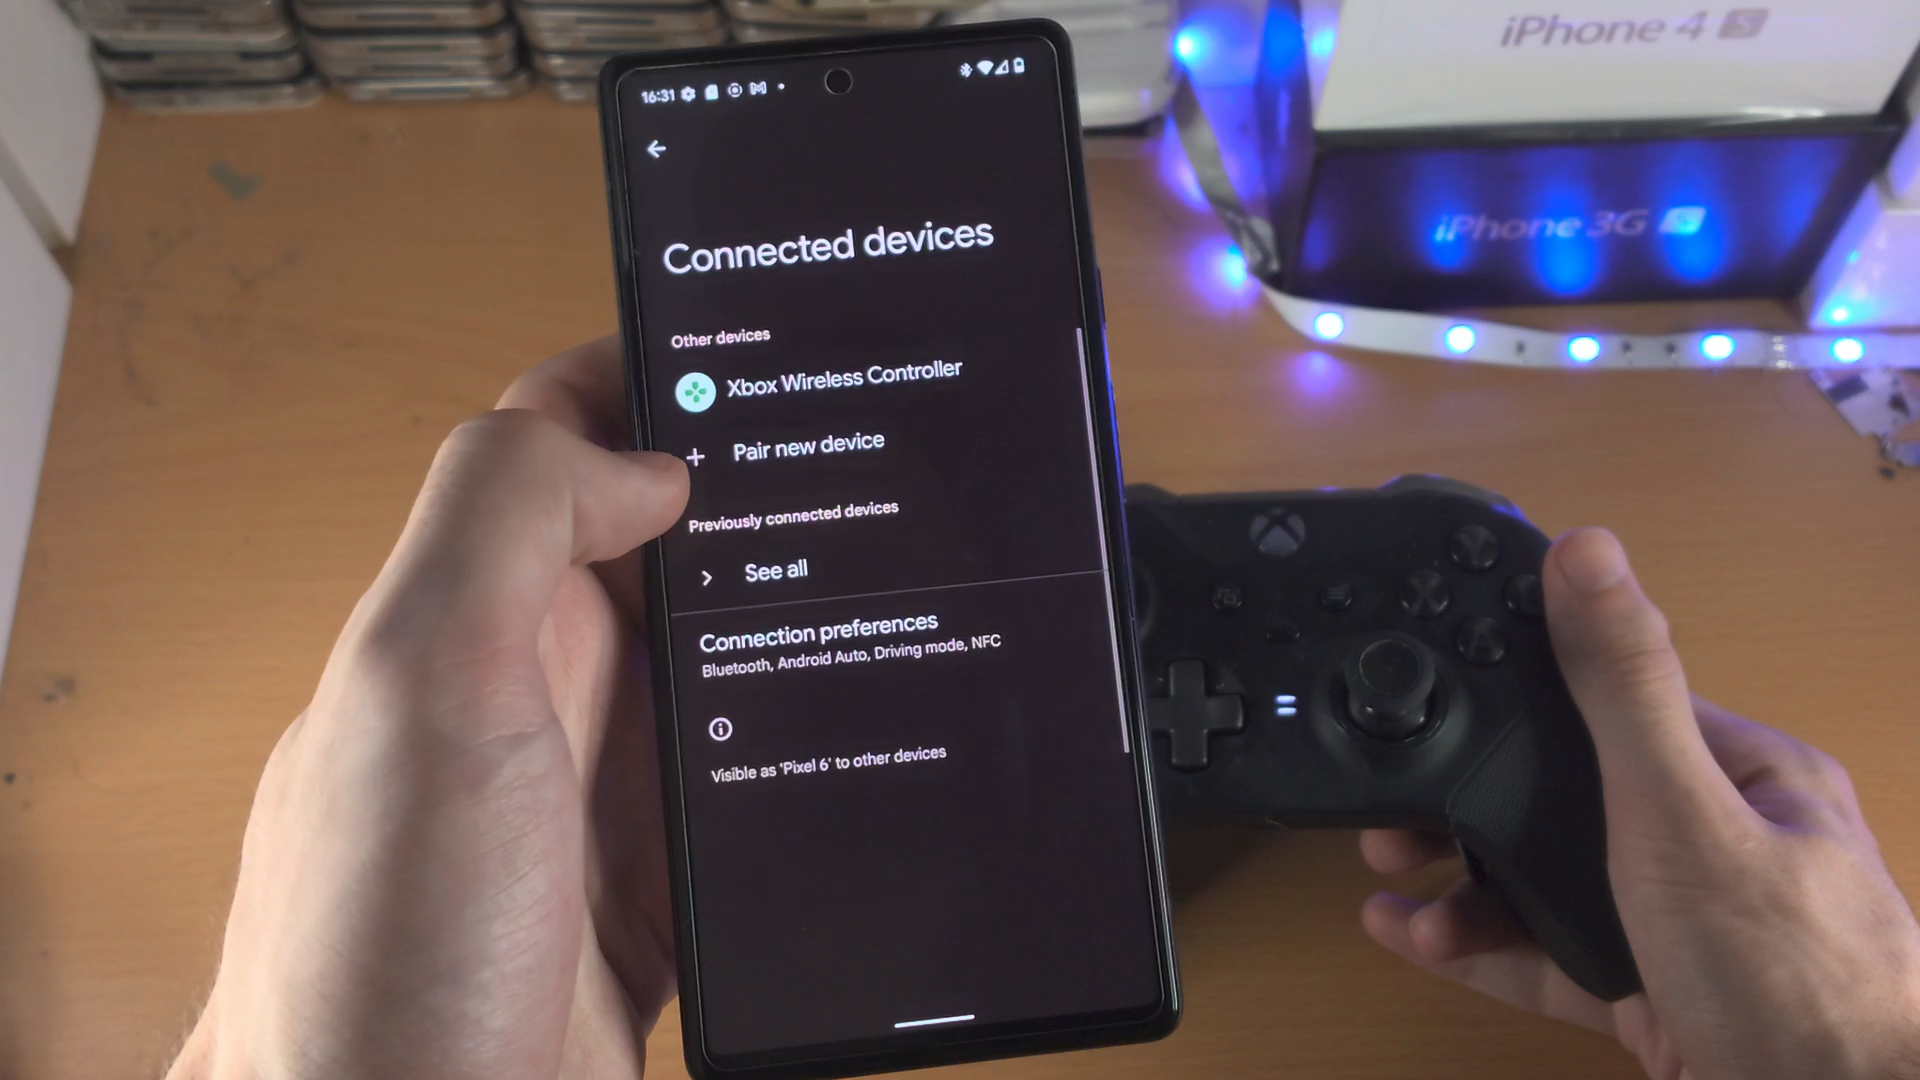 iPhone 4 S
16:31
iPhone 3G S
Connected devices
Other devices
Xbox Wireless Controller
Pair new device
Previously connected devices
See all
Connection preferences
Bluetooth, Android Auto, Driving mode, NFC
Visible as 'Pixel 6' to other devices
X
A